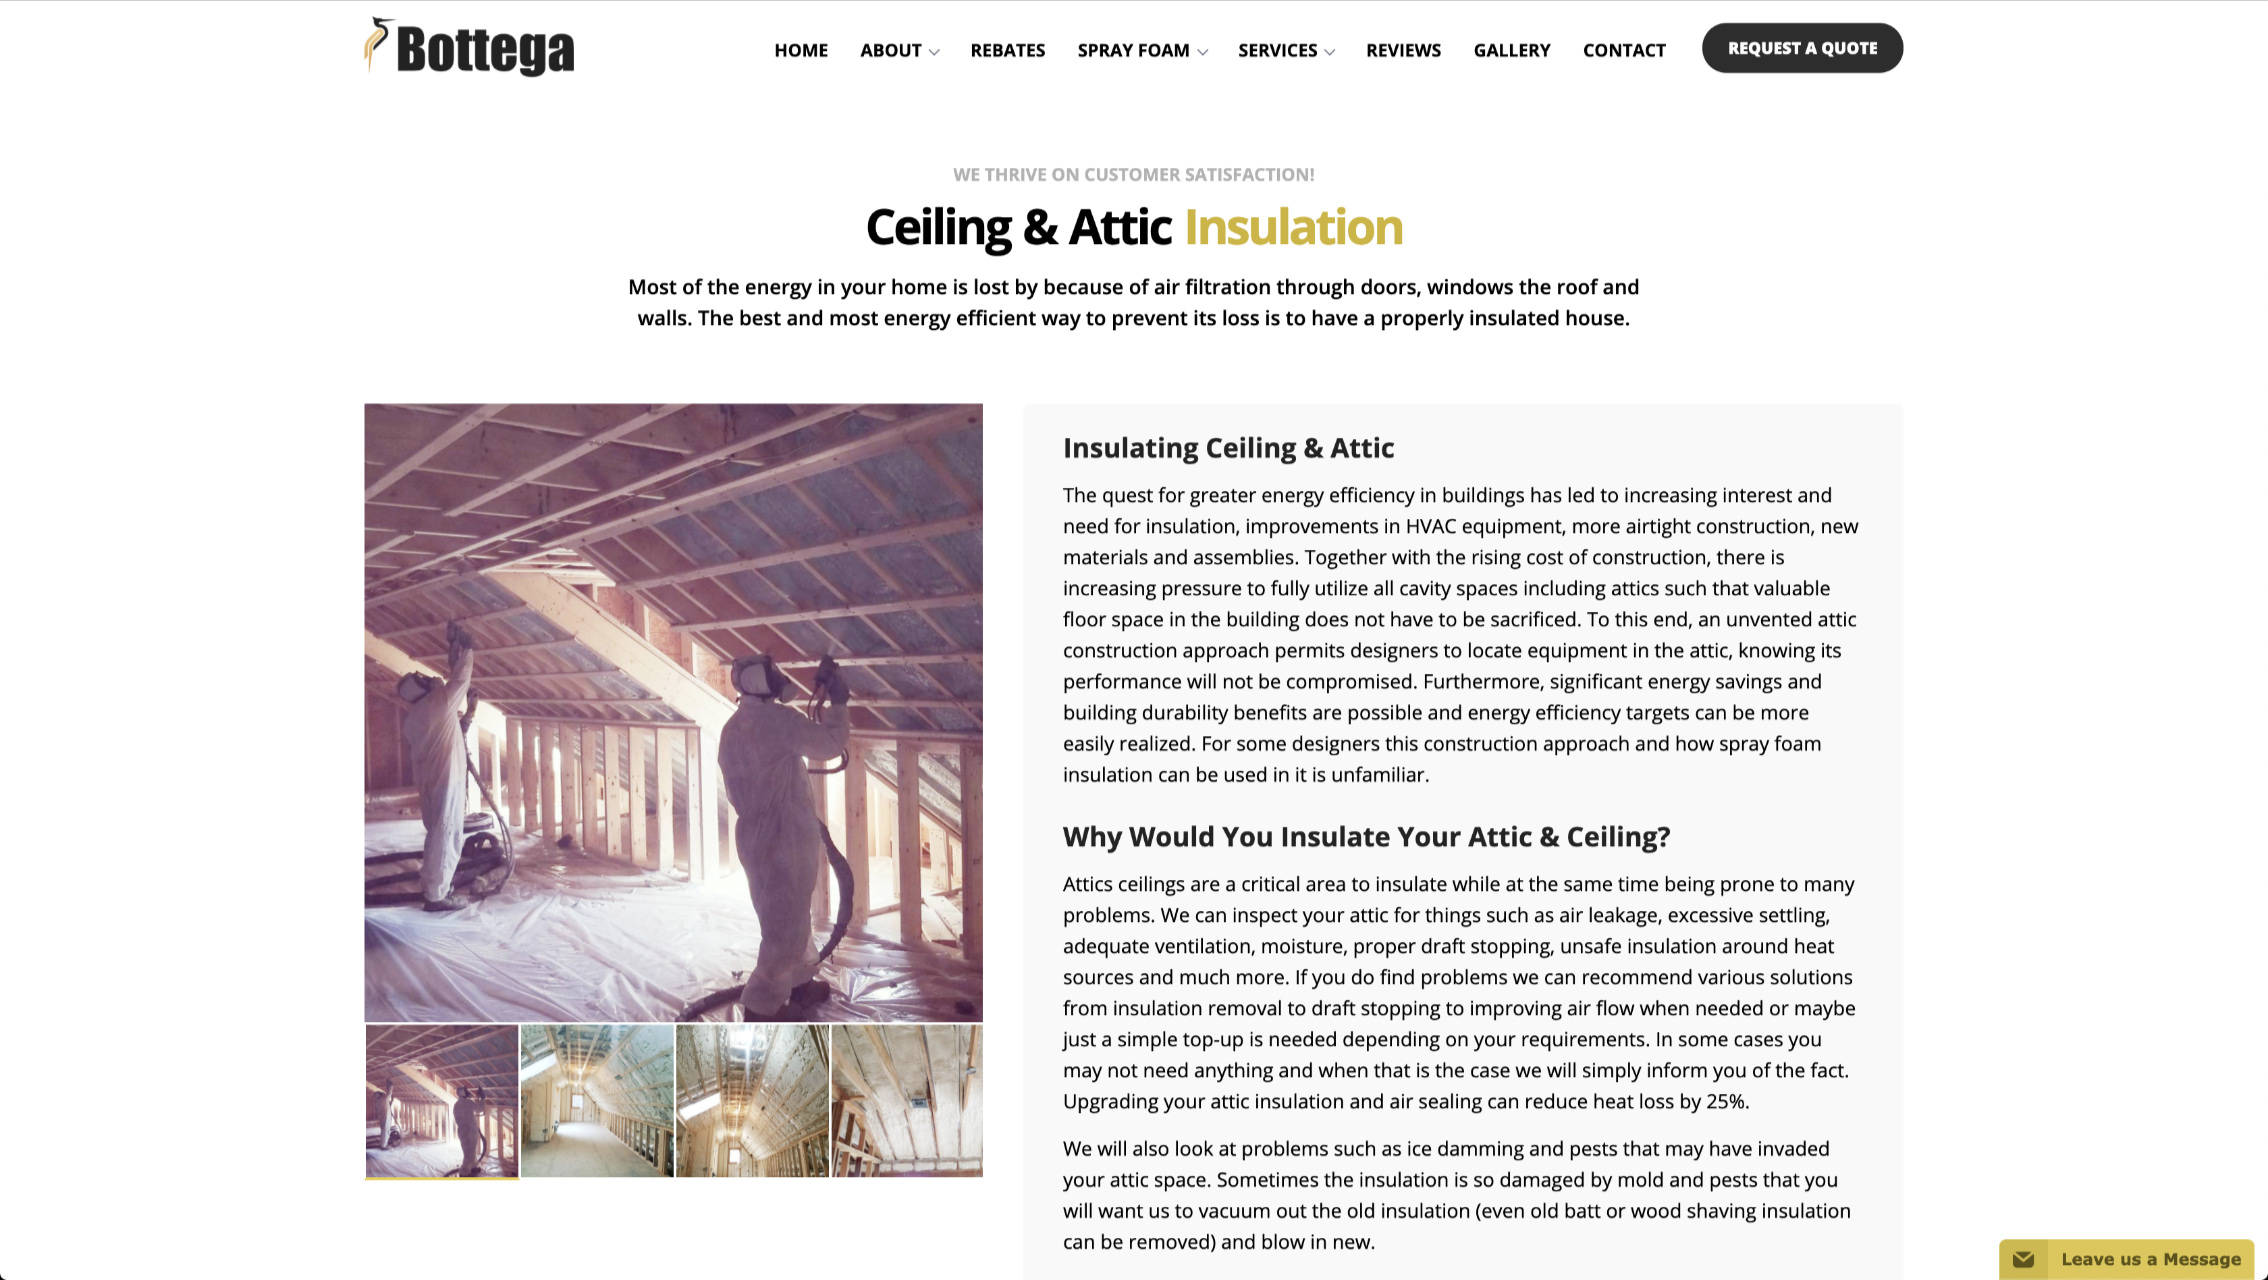 Bottega
HOME ABOUT REBATES SPRAY FOAM SERVICES REVIEWS GALLERY CONTACT REQUEST A QUOTE
WE THRIVE ON CUSTOMER SATISFACTION!
Ceiling & Attic Insulation
Most of the energy in your home is lost by because of air filtration through doors, windows the roof and
walls. The best and most energy efficient way to prevent its loss is to have a properly insulated house.
Insulating Ceiling & Attic
The quest for greater energy efficiency in buildings has led to increasing interest and
need for insulation, improvements in HVAC equipment, more airtight construction, new
materials and assemblies. Together with the rising cost of construction, there is
increasing pressure to fully utilize all cavity spaces including attics such that valuable
floor space in the building does not have to be sacrificed. To this end, an unvented attic
construction approach permits designers to locate equipment in the attic, knowing its
performance will not be compromised. Furthermore, significant energy savings and
building durability benefits are possible and energy efficiency targets can be more
easily realized. For some designers this construction approach and how spray foam
insulation can be used in it is unfamiliar.
Why Would You Insulate Your Attic & Ceiling?
Attics ceilings are a critical area to insulate while at the same time being prone to many
problems. We can inspect your attic for things such as air leakage, excessive settling,
adequate ventilation, moisture, proper draft stopping, unsafe insulation around heat
sources and much more. If you do find problems we can recommend various solutions
from insulation removal to draft stopping to improving air flow when needed or maybe
just a simple top-up is needed depending on your requirements. In some cases you
may not need anything and when that is the case we will simply inform you of the fact.
Upgrading your attic insulation and air sealing can reduce heat loss by 25%.
We will also look at problems such as ice damming and pests that may have invaded
your attic space. Sometimes the insulation is so damaged by mold and pests that you
will want us to vacuum out the old insulation (even old batt or wood shaving insulation
can be removed) and blow in new.
Leave us a Message